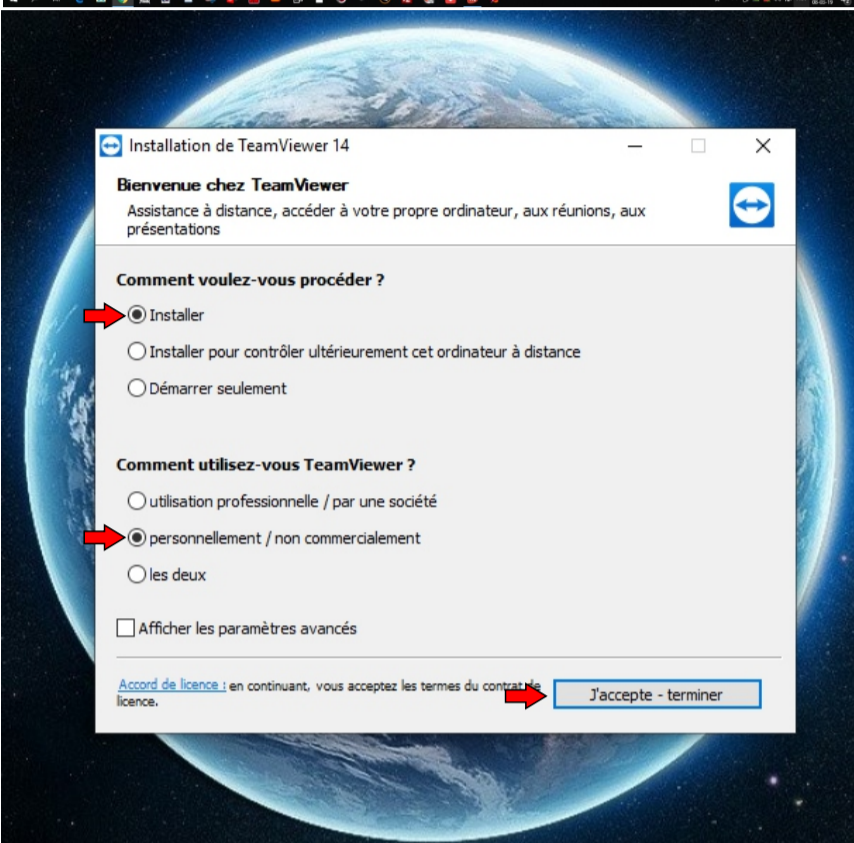 Installation de TeamViewer 14
Bienvenue chez TeamViewer
Assistance à distance, accéder à votre propre ordinateur, aux réunions, aux
présentations
Comment voulez-vous procéder ?
Installer
Installer pour contrôler ultérieurement cet ordinateur à distance
Démarrer seulement
Comment utilisez-vous TeamViewer ?
utilisation professionnelle / par une société
personnellement / non commercialement
les deux
Afficher les paramètres avancés
Accord de licence : en continuant, vous acceptez les termes du contrat de
licence.
J'accepte - terminer